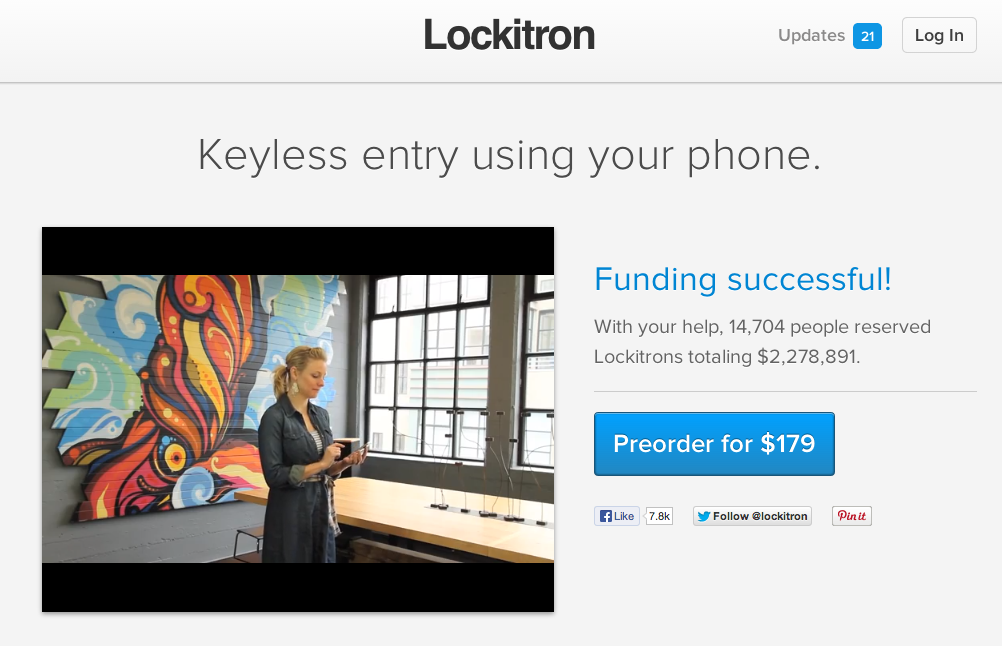 Lockitron
Updates 21
Log In
Keyless entry using your phone.
Funding successful!
With your help, 14,704 people reserved
Lockitrons totaling $2,278,891.
Preorder for $179
Like 7.8k
Follow @lockitron
Pin it